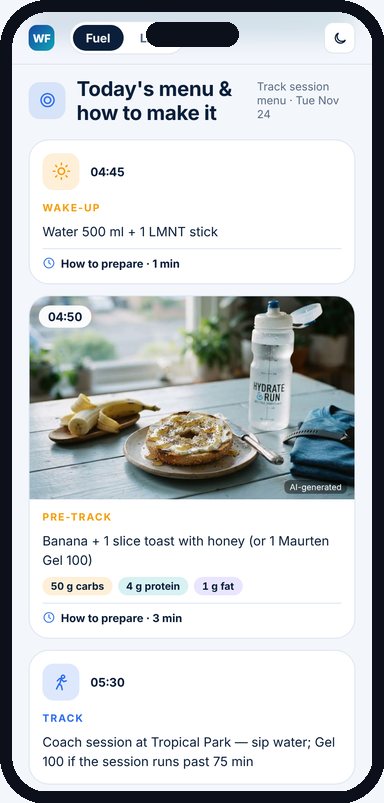 WF
Fuel
L
Today's menu &
how to make it
Track session
menu · Tue Nov
24
04:45
WAKE-UP
Water 500 ml + 1 LMNT stick
How to prepare · 1 min
04:50
HYDRATE
& RUN
AI-generated
PRE-TRACK
Banana + 1 slice toast with honey (or 1 Maurten
Gel 100)
50 g carbs
4 g protein
1 g fat
How to prepare · 3 min
05:30
TRACK
Coach session at Tropical Park — sip water; Gel
100 if the session runs past 75 min